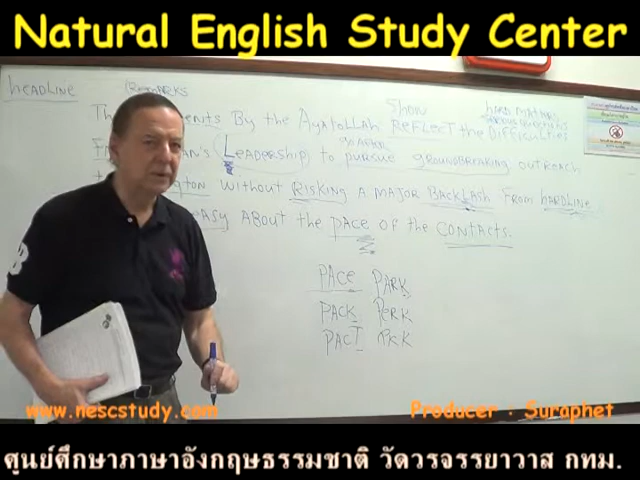 Natural English Study Center
HEADLINE REMARKS
SHOW HARD MATTERS
By the AyATOLLAH REFLECT the DIFFICULTIES
LEADERSHIP to pursue groundbreaking outreach
without RISKING A MAJOR BACKLASH FROM HARDLINE
easy ABOUT the PACE of the CONTACTS.
PACE PARK
PACK PERK
PACT
www.nescstudy.com
Producer : Suraphet
ศูนย์ศึกษาภาษาอังกฤษธรรมชาติ วัดวรจรรยาวาส กทม.